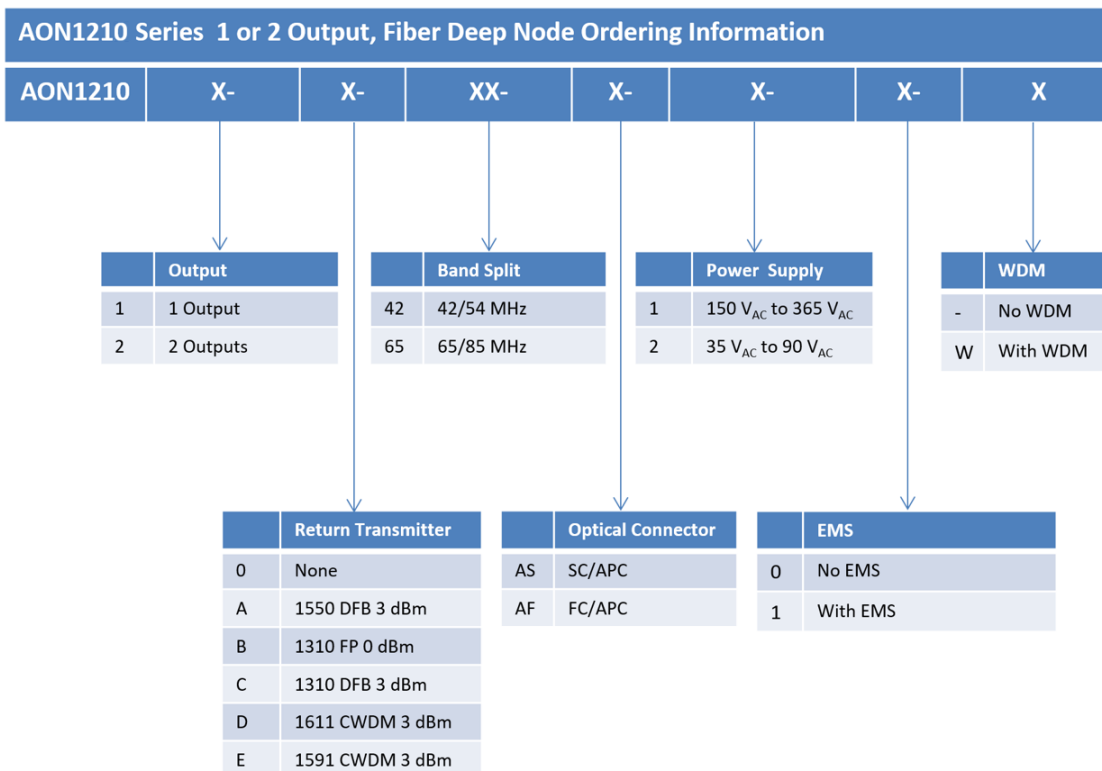 AON1210 Series 1 or 2 Output, Fiber Deep Node Ordering Information
AON1210 X- X- XX- X- X- X- X
Output
1 1 Output
2 2 Outputs
Band Split
42 42/54 MHz
65 65/85 MHz
Power Supply
1 150 VAC to 365 VAC
2 35 VAC to 90 VAC
WDM
- No WDM
W With WDM
Return Transmitter
0 None
A 1550 DFB 3 dBm
B 1310 FP 0 dBm
C 1310 DFB 3 dBm
D 1611 CWDM 3 dBm
E 1591 CWDM 3 dBm
Optical Connector
AS SC/APC
AF FC/APC
EMS
0 No EMS
1 With EMS